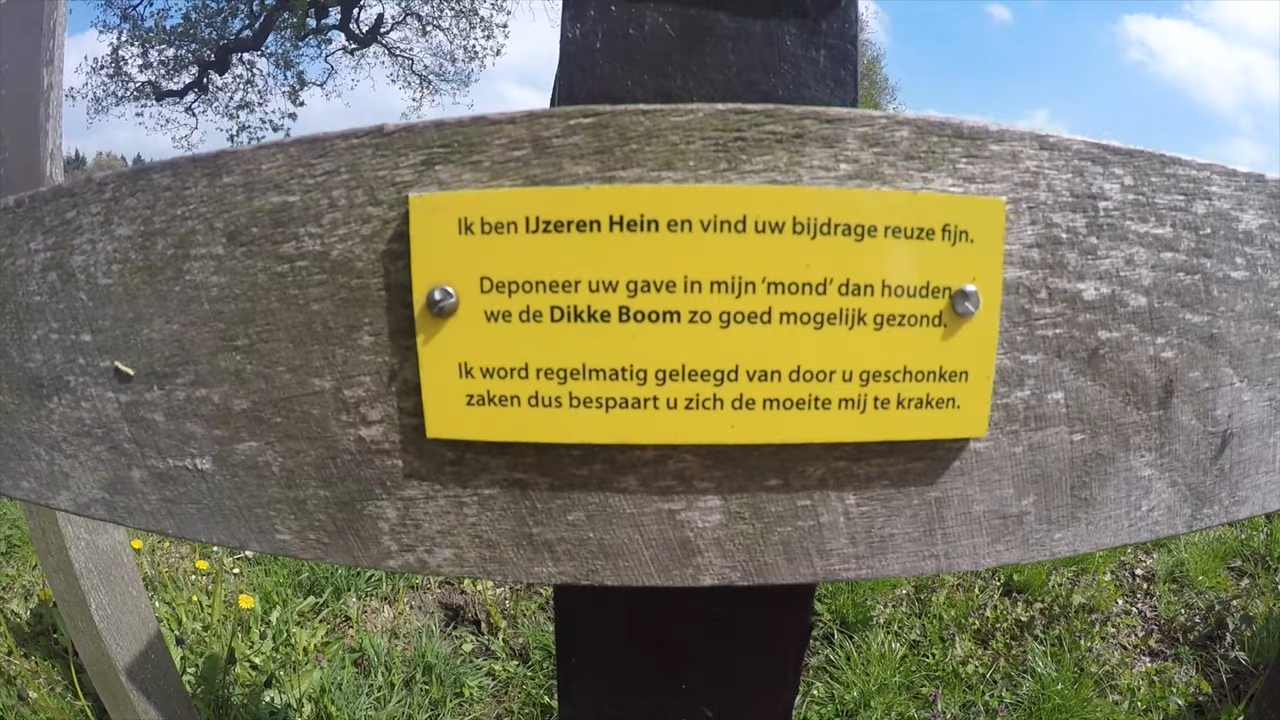 Ik ben IJzeren Hein en vind uw bijdrage reuze fijn.
Deponeer uw gave in mijn 'mond' dan houden
we de Dikke Boom zo goed mogelijk gezond.
Ik word regelmatig geleegd van door u geschonken
zaken dus bespaart u zich de moeite mij te kraken.